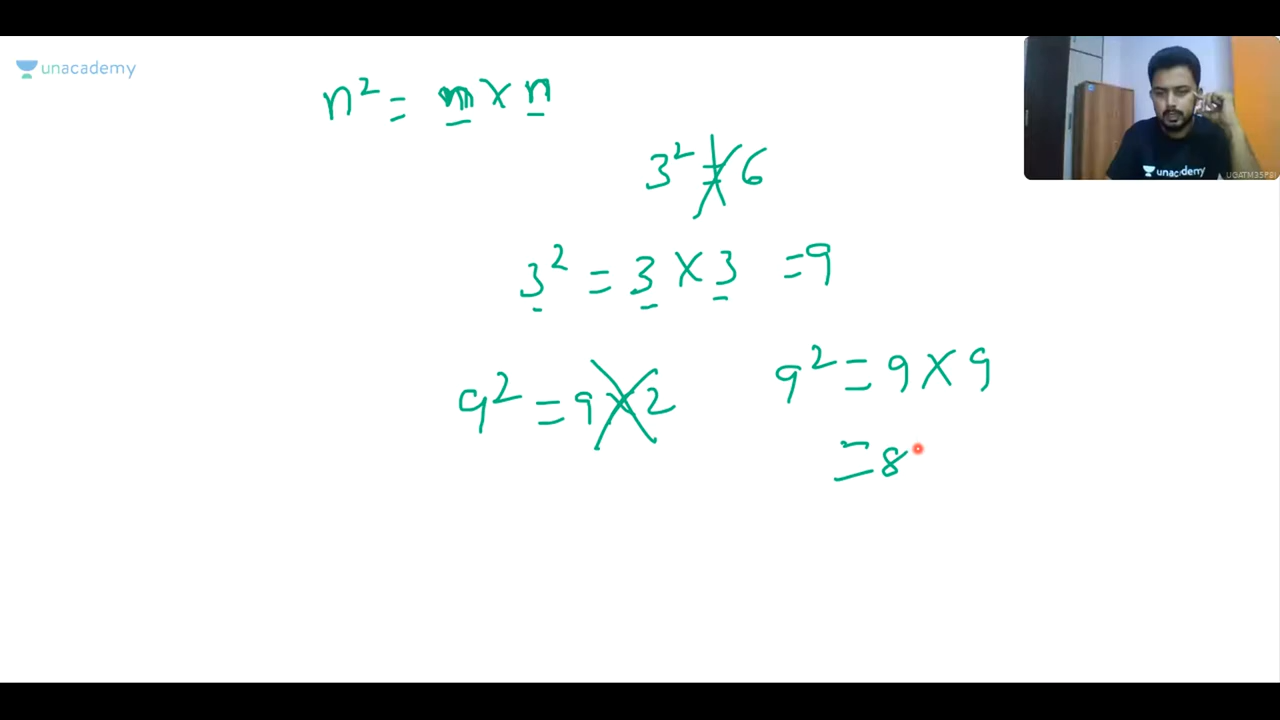 unacademy
n² = n × n
3² ≠ 6
3² = 3 × 3 = 9
9² = 9 × 2
9² = 9 × 9
= 8
unacademy